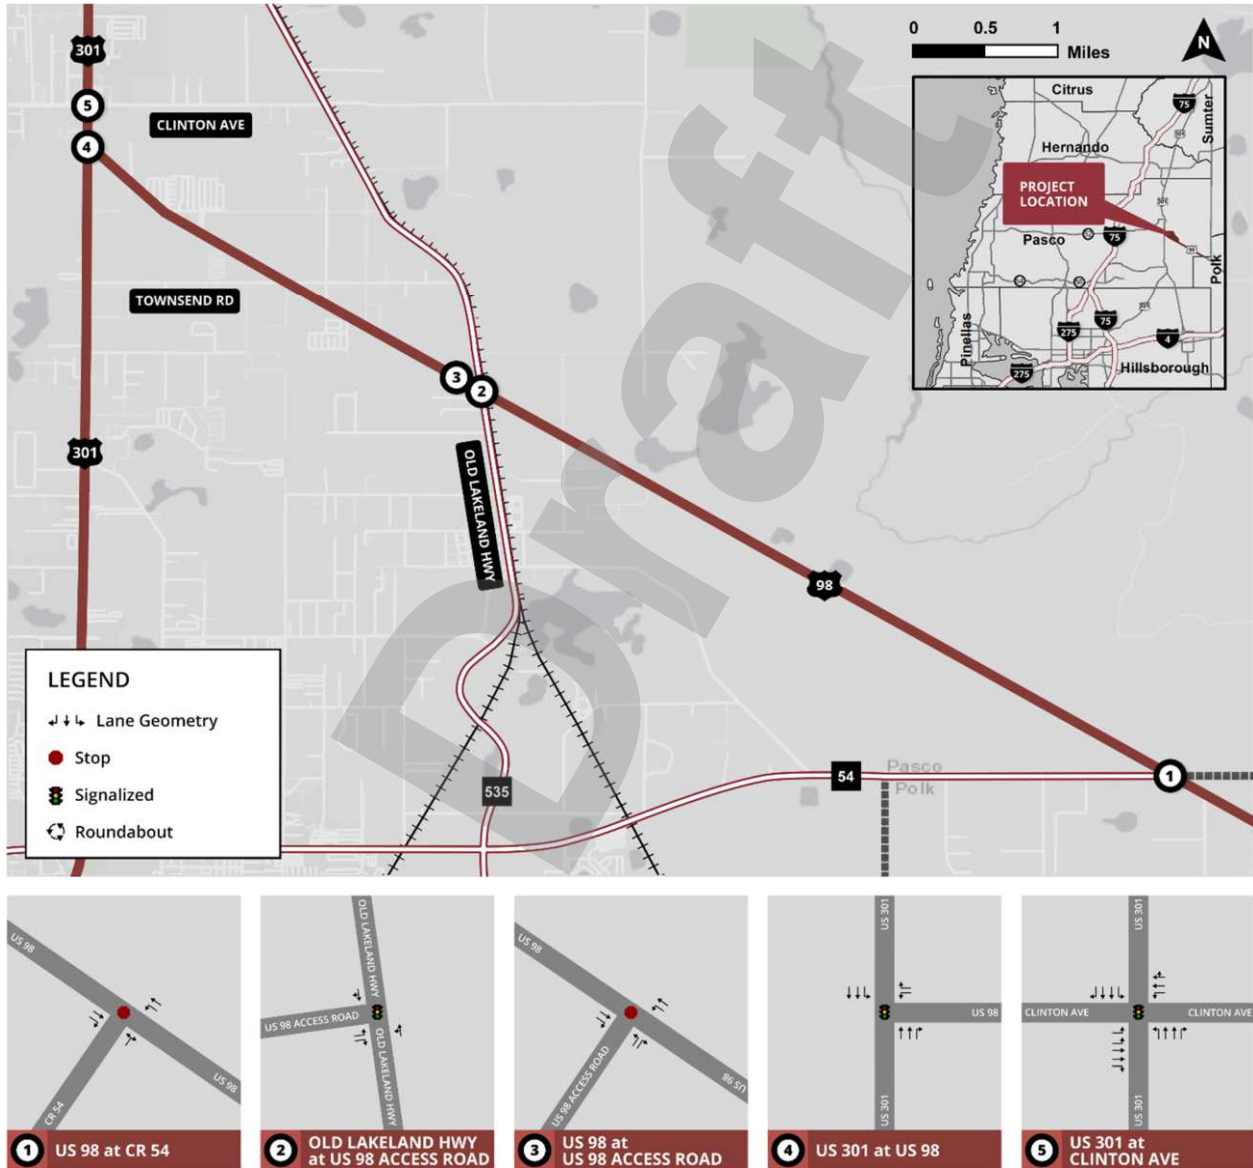 0 0.5 1 Miles
N
301
5
CLINTON AVE
4
TOWNSEND RD
3
2
301
OLD LAKELAND HWY
98
54
Pasco
Polk
1
535
Draft
Citrus
75
Sumter
Hernando
PROJECT
LOCATION
Pasco
75
Polk
Pinellas
275
75
4
275
Hillsborough
LEGEND
Lane Geometry
Stop
Signalized
Roundabout
US 98
US 98
CR 54
1 US 98 at CR 54
OLD LAKELAND HWY
US 98 ACCESS ROAD
OLD LAKELAND HWY
2 OLD LAKELAND HWY
at US 98 ACCESS ROAD
US 98
US 98
US 98 ACCESS ROAD
3 US 98 at
US 98 ACCESS ROAD
US 301
US 98
US 301
4 US 301 at US 98
US 301
CLINTON AVE
CLINTON AVE
US 301
5 US 301 at
CLINTON AVE